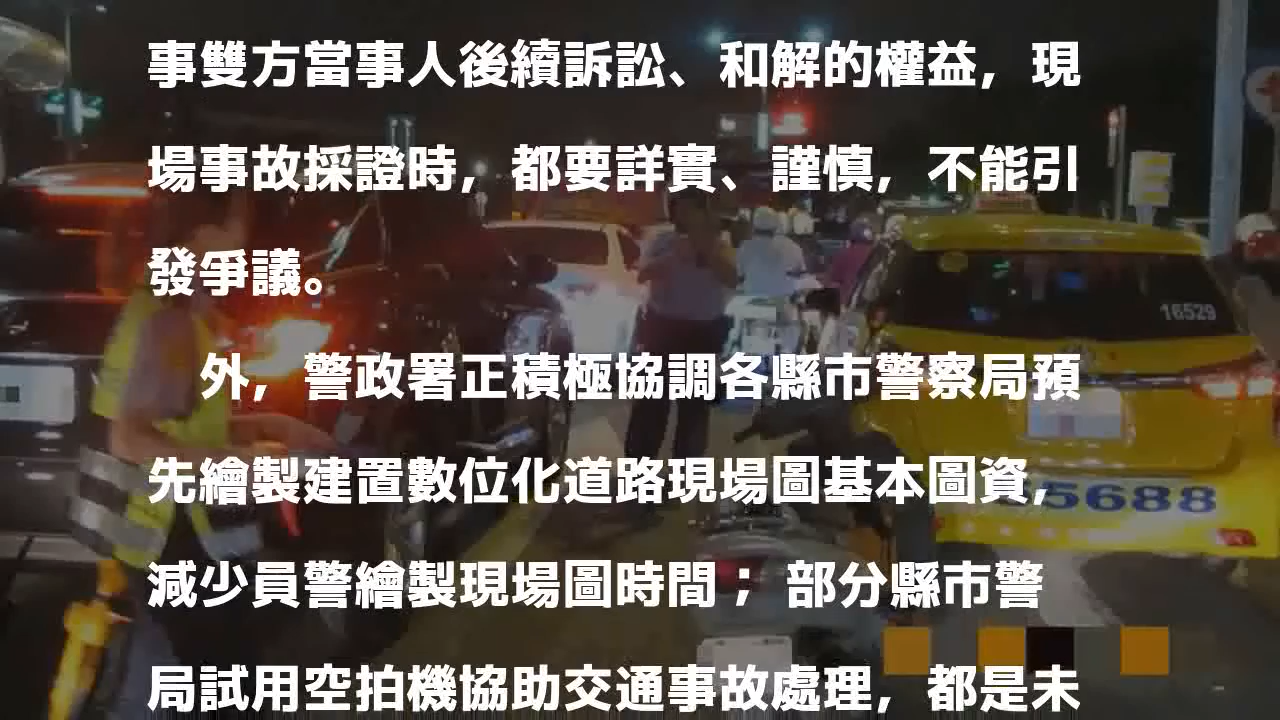 事雙方當事人後續訴訟、和解的權益，現
場事故採證時，都要詳實、謹慎，不能引
發爭議。
外，警政署正積極協調各縣市警察局預
先繪製建置數位化道路現場圖基本圖資，
減少員警繪製現場圖時間；部分縣市警
局試用空拍機協助交通事故處理，都是未
16529
5688